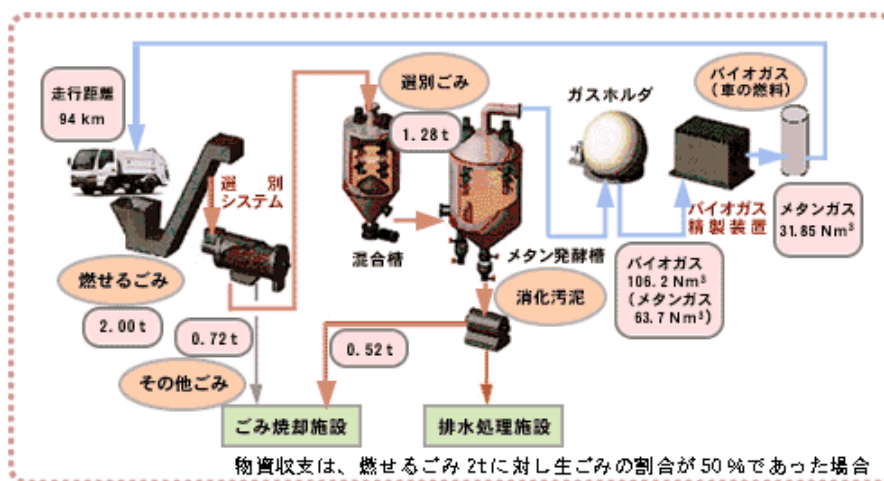 走行距離
94 km
選別ごみ
1.28t
ガスホルダ
バイオガス
(車の燃料)
選別
システム
混合槽
メタン発酵槽
バイオガス
精製装置
メタンガス
31.85 Nm³
燃せるごみ
2.00t
0.72t
その他ごみ
消化汚泥
0.52t
バイオガス
106.2 Nm³
(メタンガス
63.7 Nm³)
ごみ焼却施設
排水処理施設
物資収支は、燃せるごみ2tに対し生ごみの割合が50%であった場合